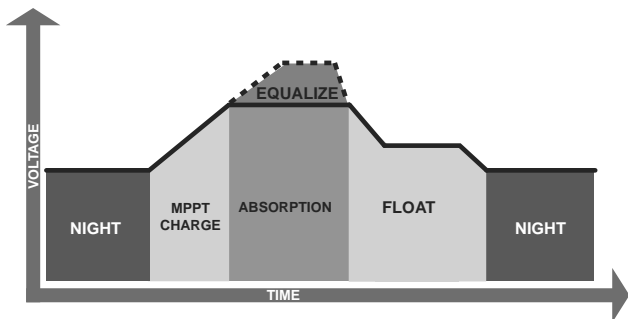 EQUALIZE
VOLTAGE
NIGHT
MPPT
CHARGE
ABSORPTION
FLOAT
NIGHT
TIME